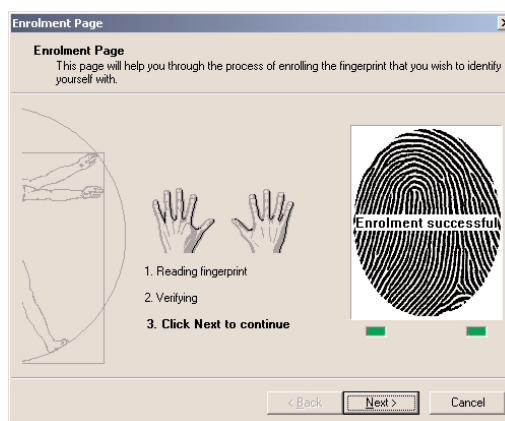 Enrolment Page
Enrolment Page
This page will help you through the process of enrolling the fingerprint that you wish to identify
yourself with.
Enrolment successful
1. Reading fingerprint
2. Verifying
3. Click Next to continue
< Back
Next >
Cancel